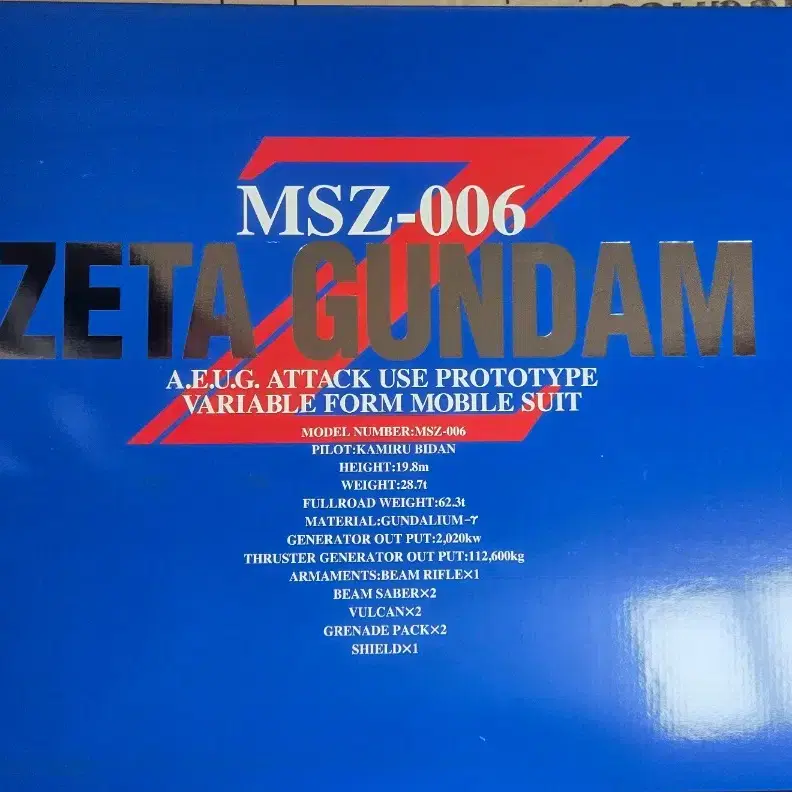 MSZ-006
ZETA GUNDAM
A.E.U.G. ATTACK USE PROTOTYPE
VARIABLE FORM MOBILE SUIT
MODEL NUMBER:MSZ-006
PILOT:KAMIRU BIDAN
HEIGHT:19.8m
WEIGHT:28.7t
FULLROAD WEIGHT:62.3t
MATERIAL:GUNDALIUM-γ
GENERATOR OUT PUT:2,020kw
THRUSTER GENERATOR OUT PUT:112,600kg
ARMAMENTS:BEAM RIFLE×1
BEAM SABER×2
VULCAN×2
GRENADE PACK×2
SHIELD×1